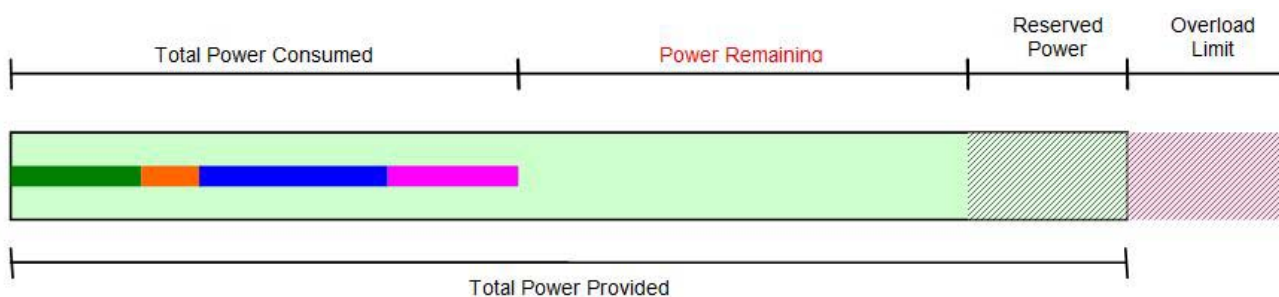 Reserved
Power
Overload
Limit
Total Power Consumed
Power Remaining
Total Power Provided